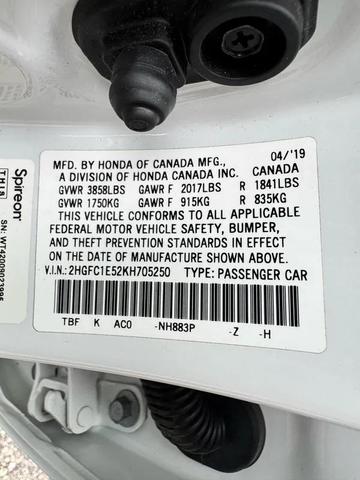 04/'19
MFD. BY HONDA OF CANADA MFG., CANADA
A DIVISION OF HONDA CANADA INC.
GVWR 3858LBS GAWR F 2017LBS R 1841LBS
GVWR 1750KG GAWR F 915KG R 835KG
THIS VEHICLE CONFORMS TO ALL APPLICABLE
FEDERAL MOTOR VEHICLE SAFETY, BUMPER,
AND THEFT PREVENTION STANDARDS IN EFFECT
ON THE DATE OF MANUFACTURE SHOWN ABOVE.
V.I.N.: 2HGFC1E52KH705250 TYPE: PASSENGER CAR
TBF K AC0 -NH883P -Z -H
Spireon
THIS